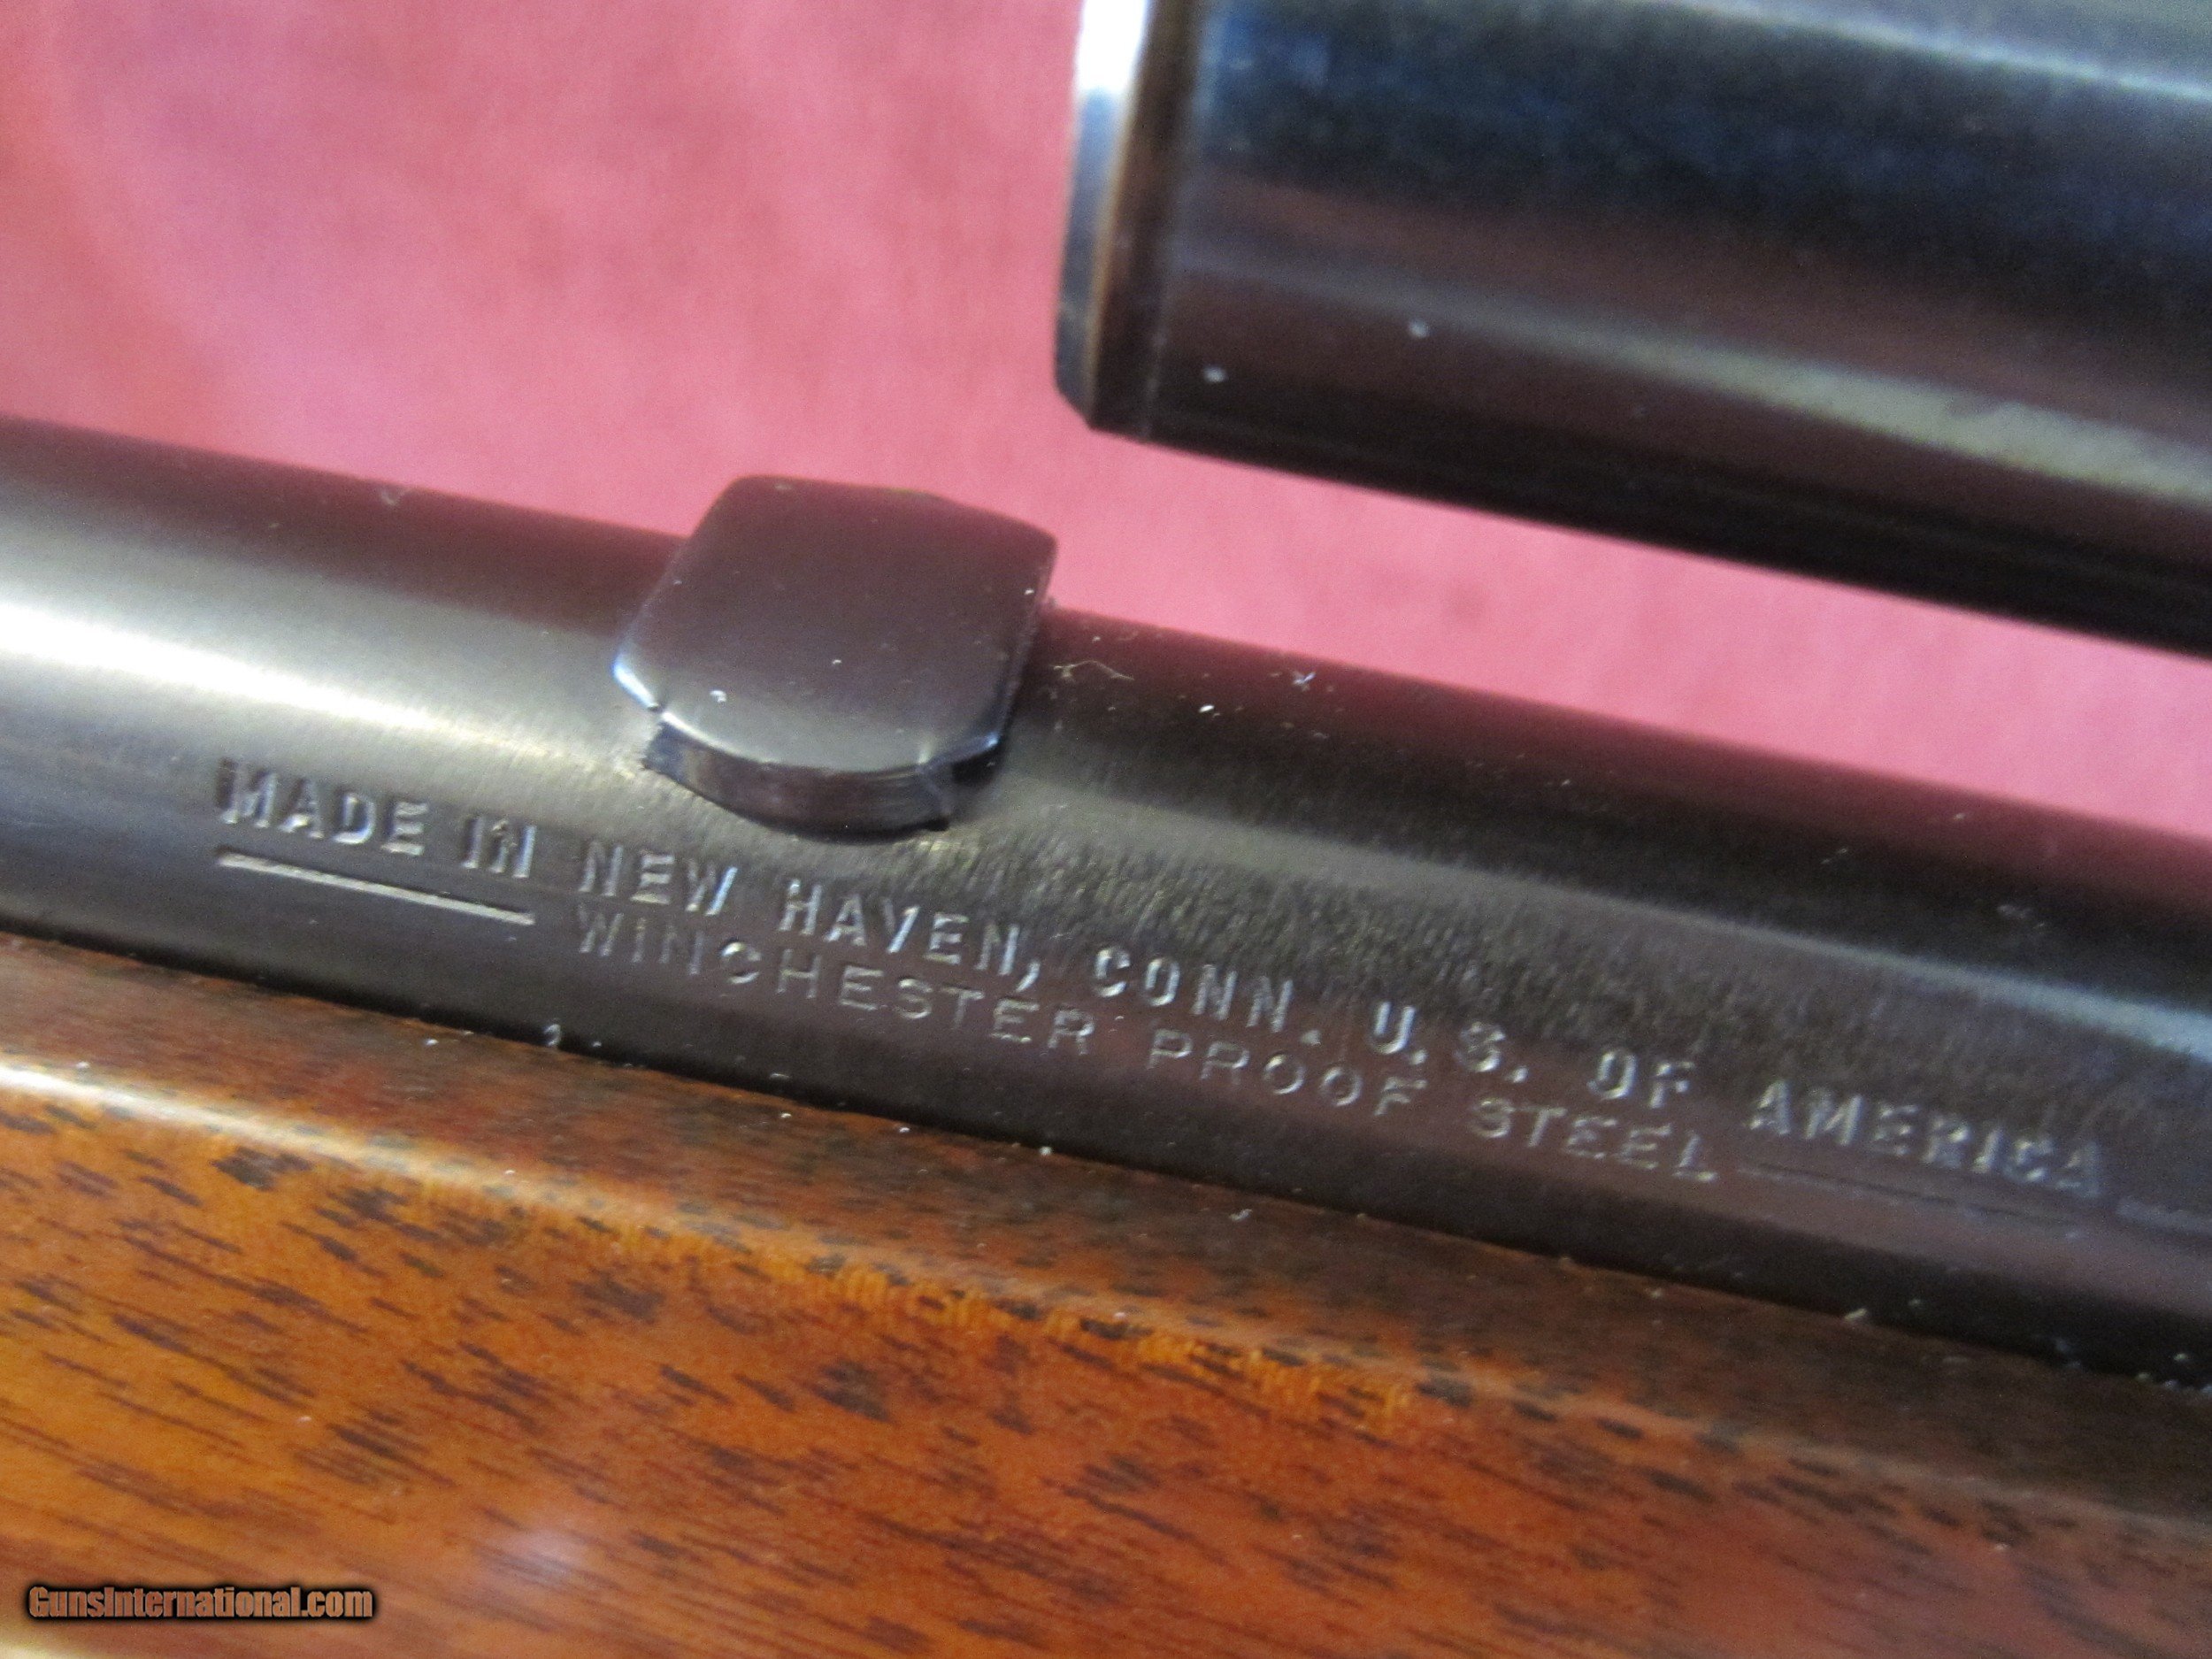 MADE IN NEW HAVEN, CONN. U.S. OF AMERICA
WINCHESTER PROOF STEEL
GunsInternational.com